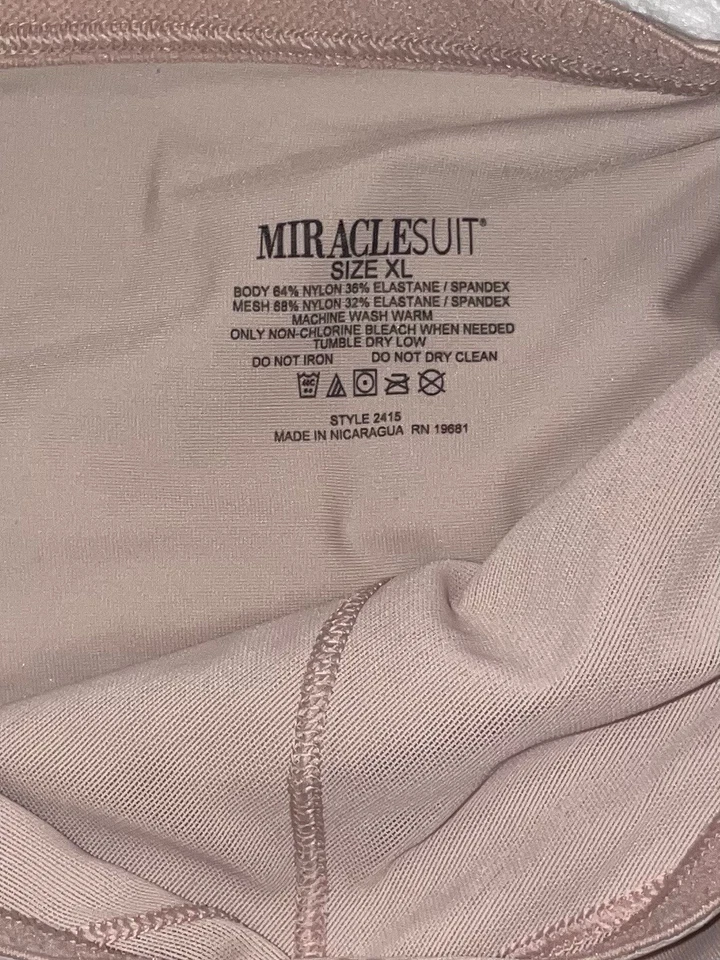 MIRACLESUIT®
SIZE XL
BODY 64% NYLON 36% ELASTANE / SPANDEX
MESH 68% NYLON 32% ELASTANE / SPANDEX
MACHINE WASH WARM
ONLY NON-CHLORINE BLEACH WHEN NEEDED
TUMBLE DRY LOW
DO NOT IRON DO NOT DRY CLEAN
40C
STYLE 2415
MADE IN NICARAGUA RN 19681